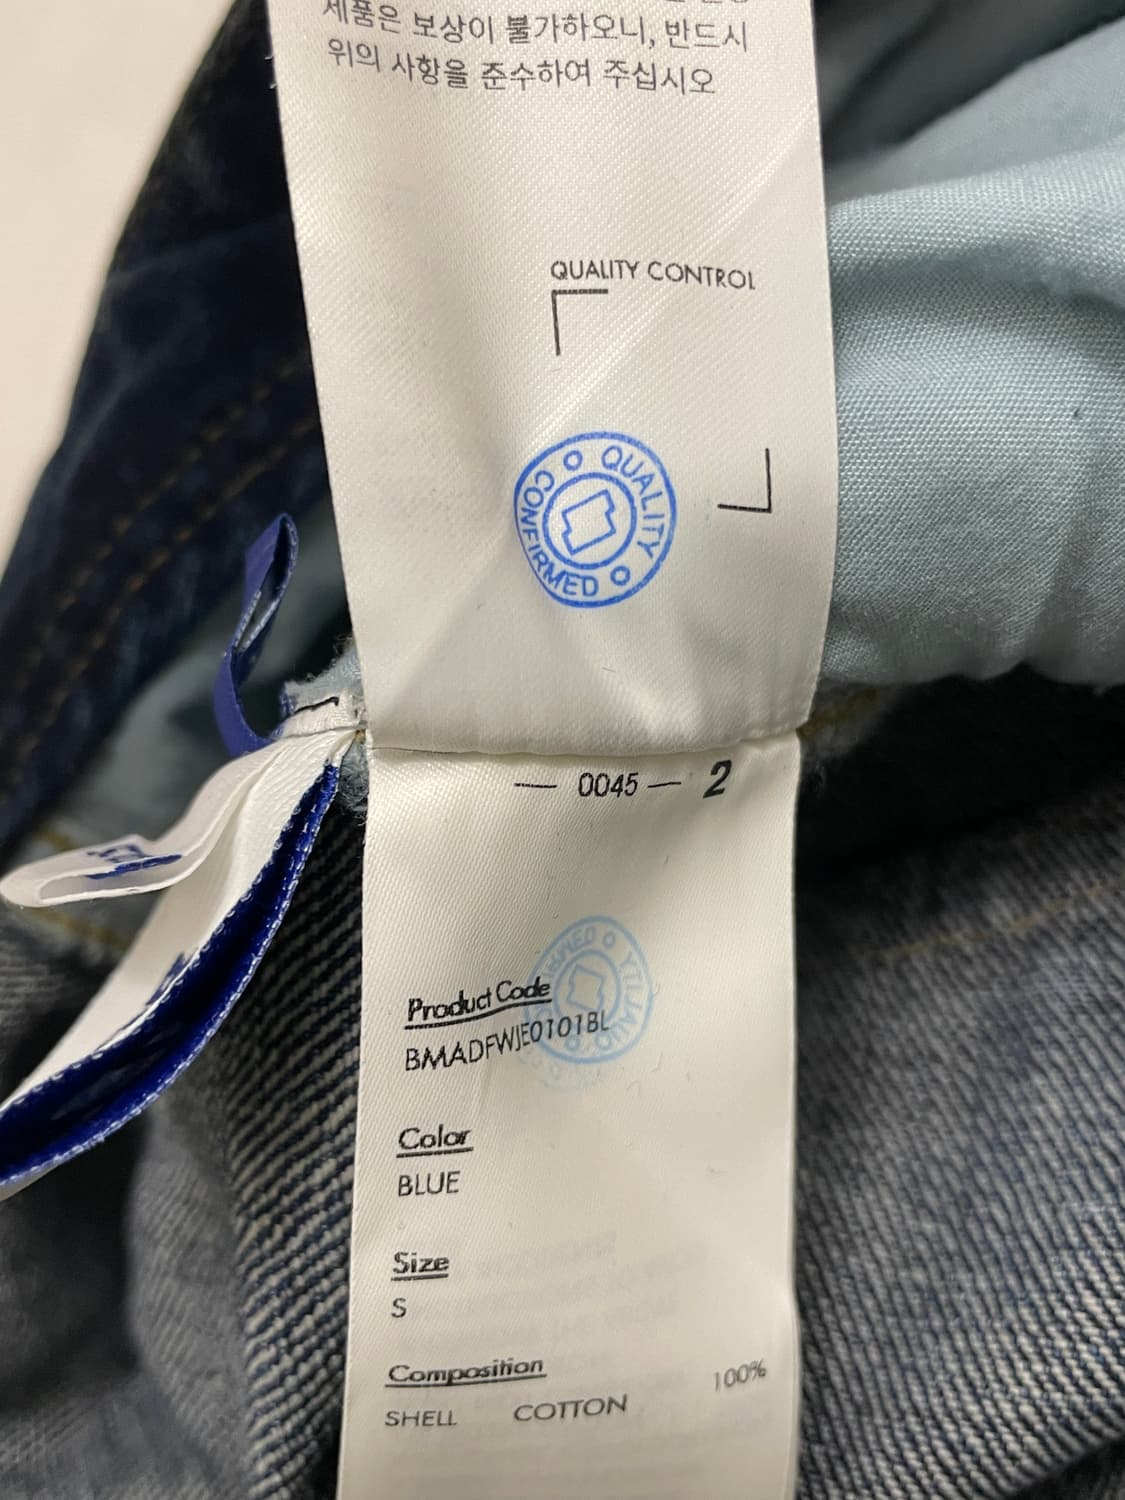 제품은 보상이 불가하오니, 반드시
위의 사항을 준수하여 주십시오
QUALITY CONTROL
QUALITY CONFIRMED
— 0045 — 2
Product Code
BMADFWJE0101BL
Color
BLUE
Size
S
Composition
SHELL COTTON 100%